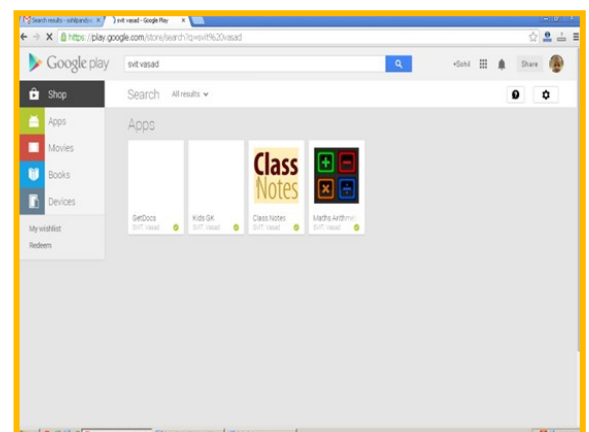 svit vasad - Google Play
https://play.google.com/store/search?q=svit%20vasad
Google play
svit vasad
+Sohil
Share
Shop
Search
All results
Apps
Movies
Books
Devices
My wishlist
Redeem
Apps
GetDocs
SVIT Vasad
Kids GK
SVIT Vasad
Class
Notes
Class Notes
SVIT Vasad
Maths Arithme
SVIT Vasad